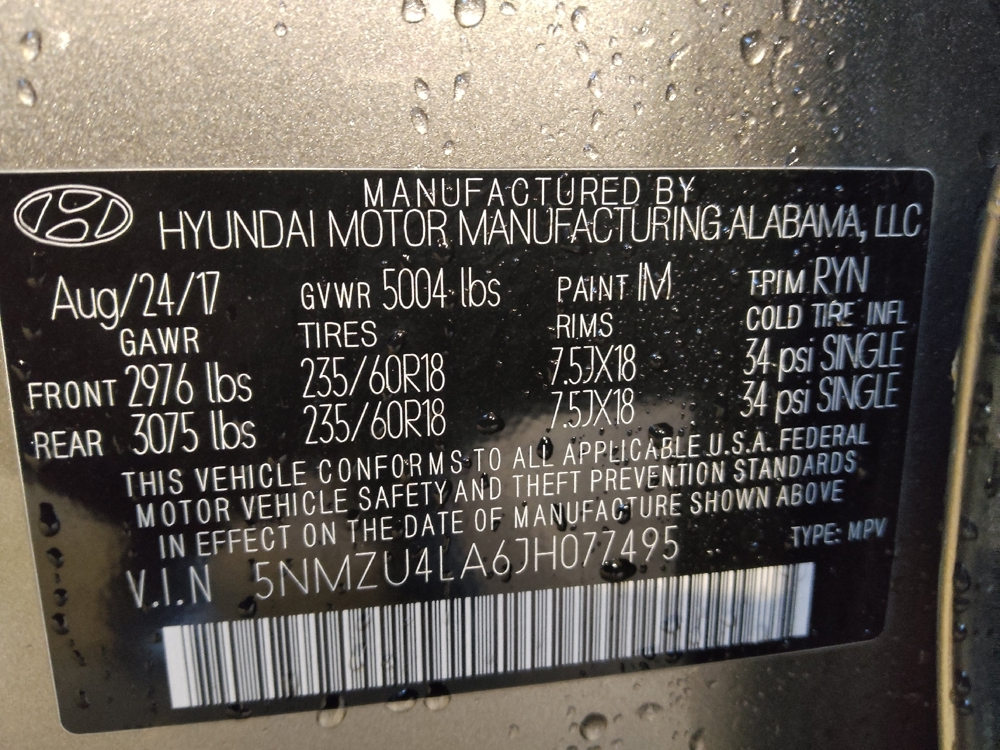 MANUFACTURED BY
HYUNDAI MOTOR MANUFACTURING ALABAMA, LLC
Aug/24/17 GVWR 5004 lbs PAINT IM TRIM RYN
GAWR TIRES RIMS COLD TIRE INFL
FRONT 2976 lbs 235/60R18 7.5JX18 34 psi SINGLE
REAR 3075 lbs 235/60R18 7.5JX18 34 psi SINGLE
THIS VEHICLE CONFORMS TO ALL APPLICABLE U.S.A. FEDERAL
MOTOR VEHICLE SAFETY AND THEFT PREVENTION STANDARDS
IN EFFECT ON THE DATE OF MANUFACTURE SHOWN ABOVE
V.I.N 5NMZU4LA6JH077495 TYPE: MPV